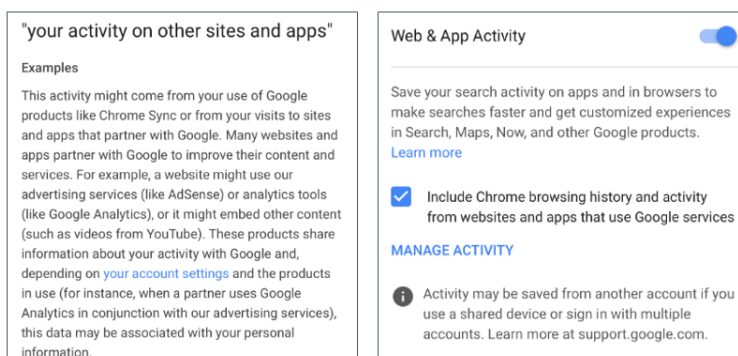 "your activity on other sites and apps"
Examples
This activity might come from your use of Google
products like Chrome Sync or from your visits to sites
and apps that partner with Google. Many websites and
apps partner with Google to improve their content and
services. For example, a website might use our
advertising services (like AdSense) or analytics tools
(like Google Analytics), or it might embed other content
(such as videos from YouTube). These products share
information about your activity with Google and,
depending on your account settings and the products
in use (for instance, when a partner uses Google
Analytics in conjunction with our advertising services),
this data may be associated with your personal
information.
Web & App Activity
Save your search activity on apps and in browsers to
make searches faster and get customized experiences
in Search, Maps, Now, and other Google products.
Learn more
Include Chrome browsing history and activity
from websites and apps that use Google services
MANAGE ACTIVITY
Activity may be saved from another account if you
use a shared device or sign in with multiple
accounts. Learn more at support.google.com.